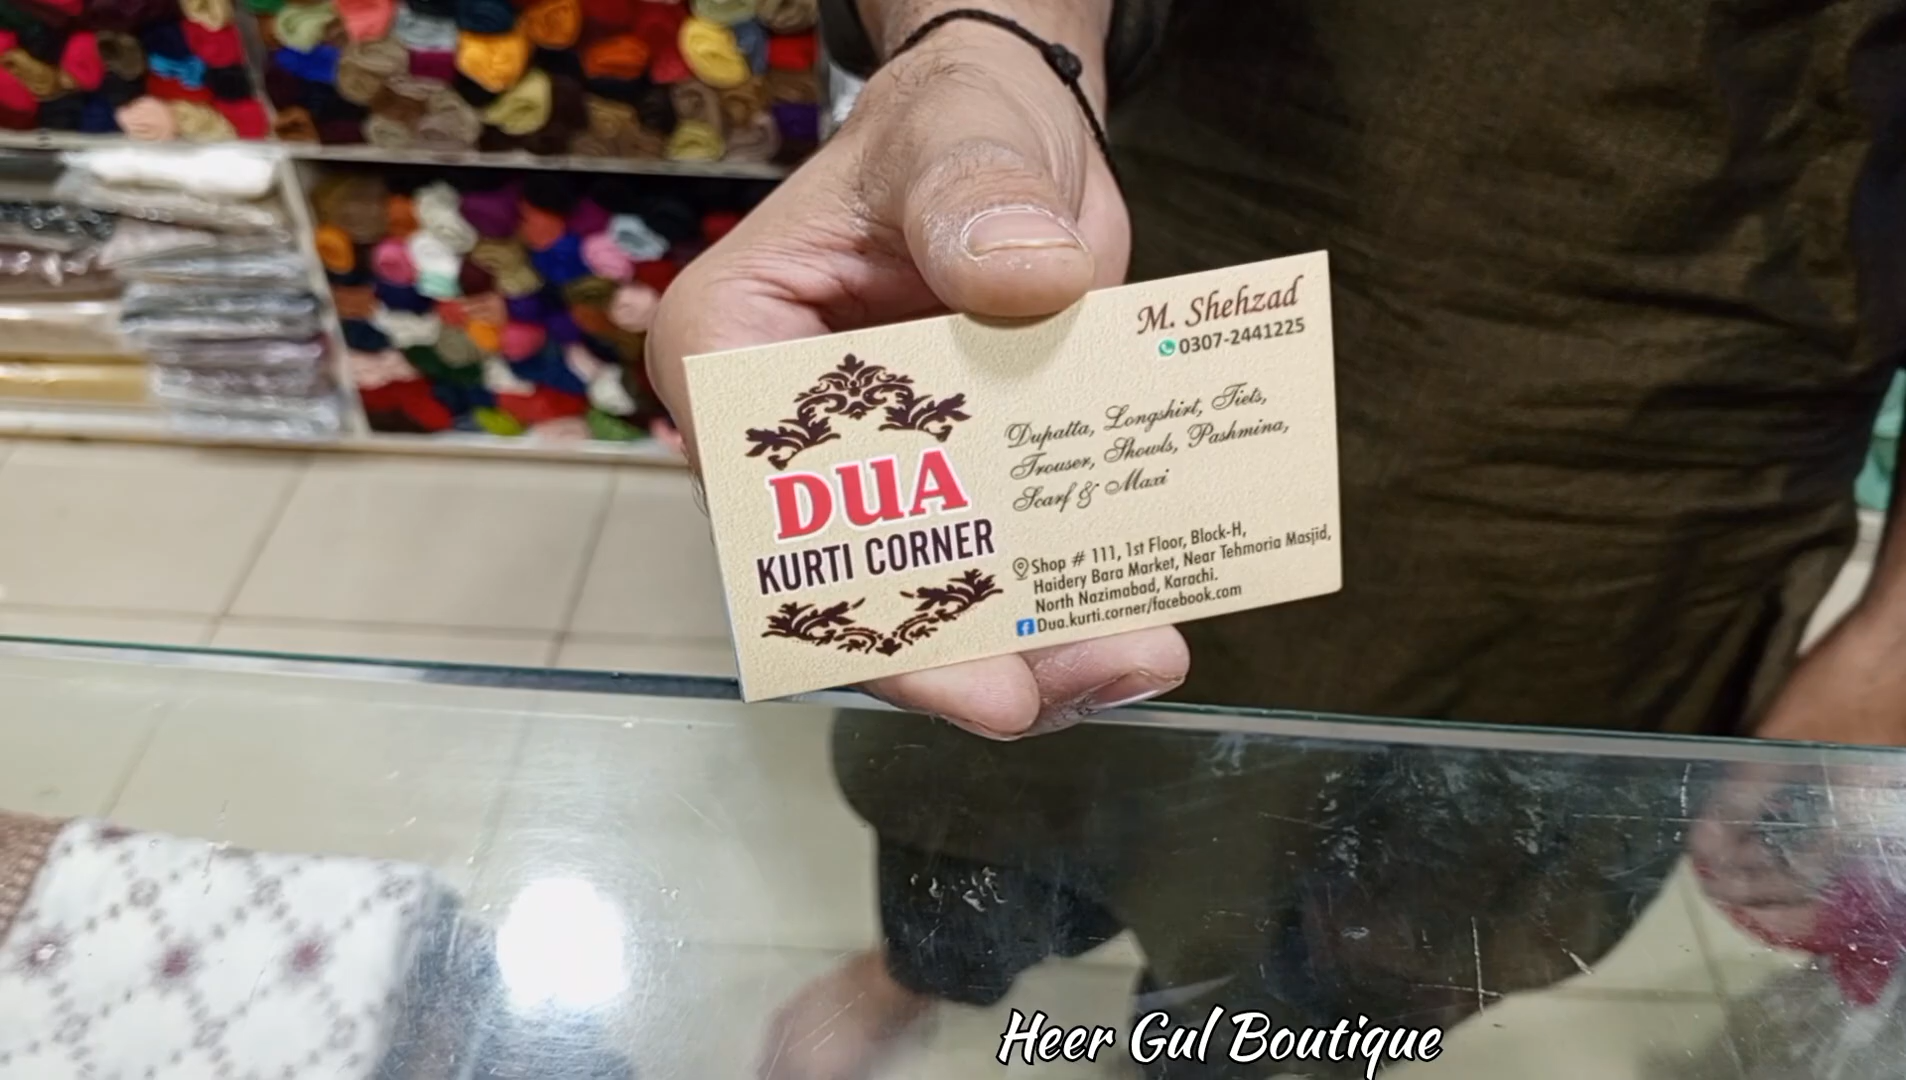 M. Shehzad
0307-2441225
DUA
KURTI CORNER
Dupatta, Longshirt, Tiets,
Trouser, Showls, Pashmina,
Scarf & Maxi
Shop # 111, 1st Floor, Block-H,
Haidery Bara Market, Near Tehmoria Masjid,
North Nazimabad, Karachi.
Dua.kurti.corner/facebook.com
Heer Gul Boutique